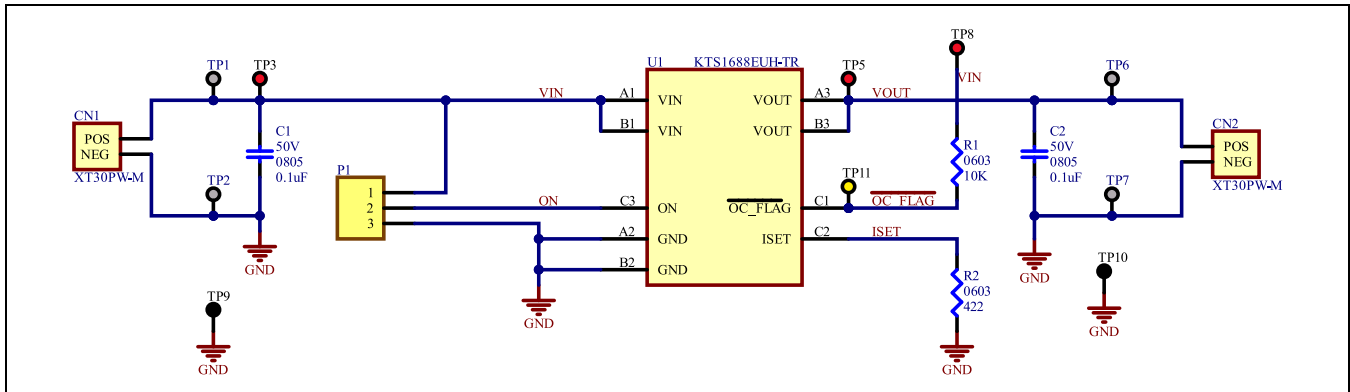 TP1
TP3
CN1
POS
NEG
XT30PW-M
C1
50V
0805
0.1uF
TP2
GND
TP9
GND
P1
1
2
3
VIN
ON
GND
U1
KTS1688EUH-TR
A1
VIN
B1
VIN
C3
ON
A2
GND
B2
GND
VOUT
A3
VOUT
B3
OC_FLAG
C1
ISET
C2
TP5
VOUT
TP11
OC_FLAG
ISET
TP8
VIN
R1
0603
10K
R2
0603
422
GND
C2
50V
0805
0.1uF
GND
TP6
TP7
TP10
GND
CN2
POS
NEG
XT30PW-M